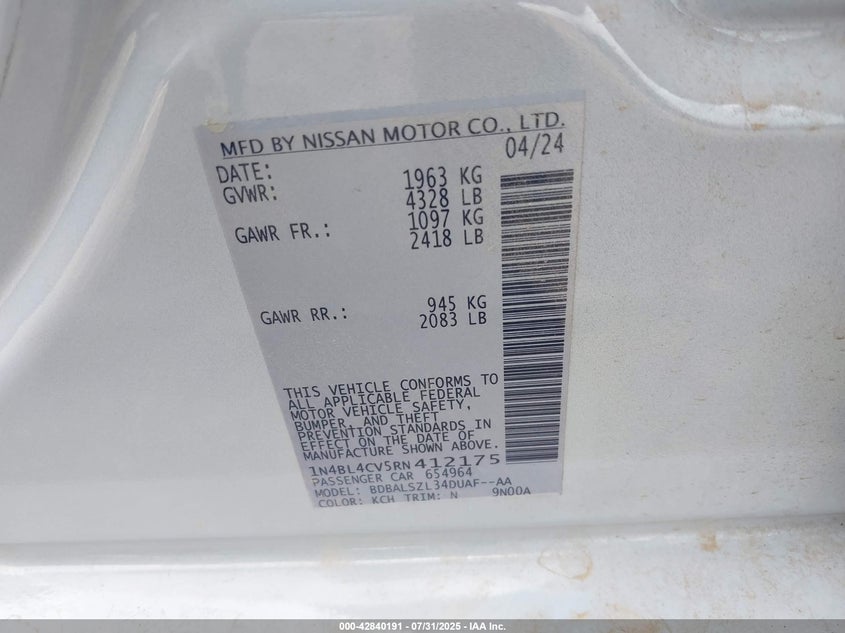 MFD BY NISSAN MOTOR CO., LTD.
DATE: 04/24
GVWR: 1963 KG
4328 LB
GAWR FR.: 1097 KG
2418 LB
GAWR RR.: 945 KG
2083 LB
THIS VEHICLE CONFORMS TO
ALL APPLICABLE FEDERAL
MOTOR VEHICLE SAFETY,
BUMPER, AND THEFT
PREVENTION STANDARDS IN
EFFECT ON THE DATE OF
MANUFACTURE SHOWN ABOVE.
1N4BL4CV5RN412175
PASSENGER CAR 654964
MODEL: BDBALSZL34DUAF--AA
COLOR: KCH TRIM: N 9N00A
000-42840191 - 07/31/2025 - IAA Inc.